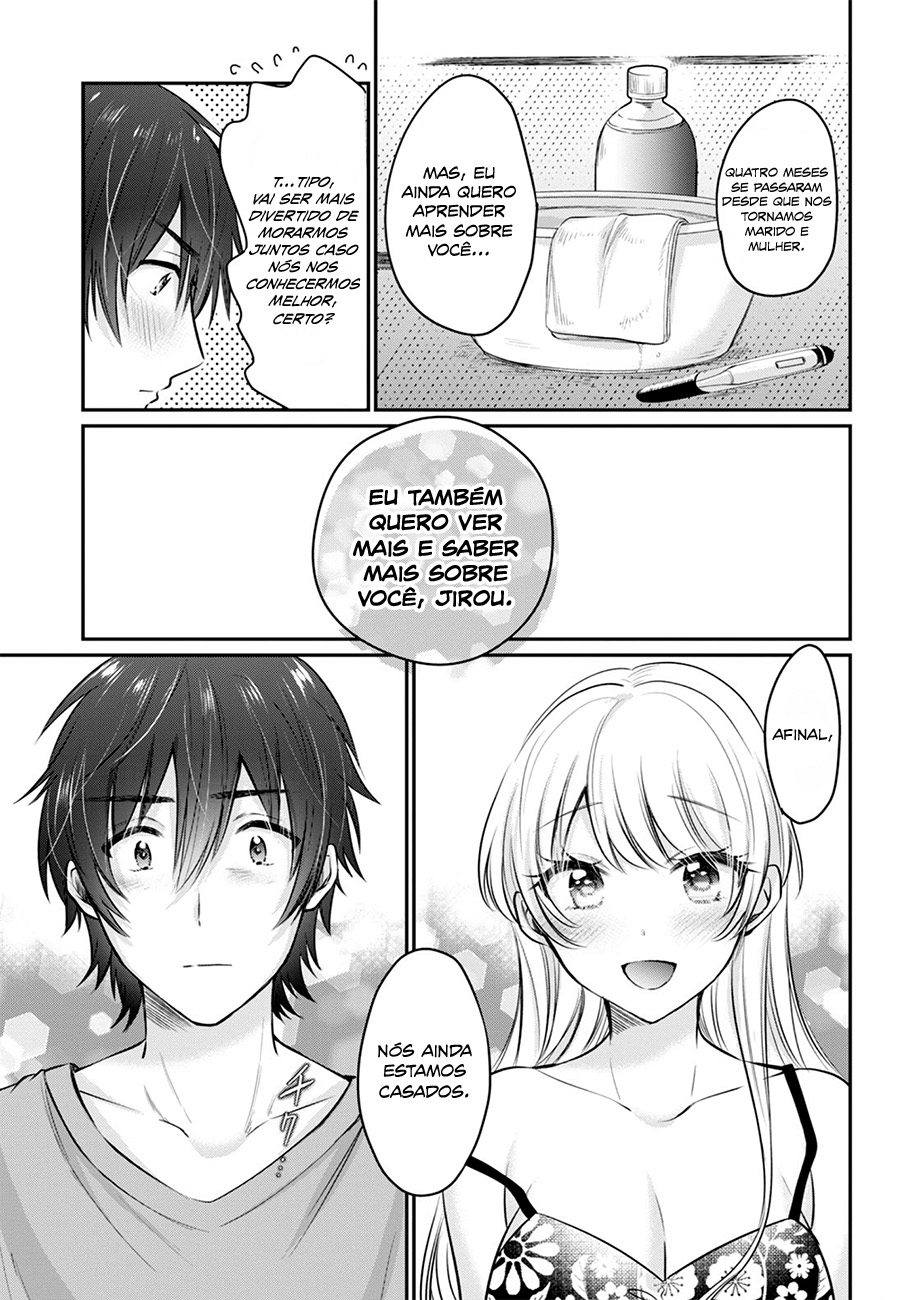 QUATRO MESES
SE PASSARAM
DESDE QUE NOS
TORNAMOS
MARIDO E
MULHER.
MAS, EU
AINDA QUERO
APRENDER
MAIS SOBRE
VOCÊ...
T...TIPO,
VAI SER MAIS
DIVERTIDO DE
MORARMOS
JUNTOS CASO
NÓS NOS
CONHECERMOS
MELHOR,
CERTO?
EU TAMBÉM
QUERO VER
MAIS E SABER
MAIS SOBRE
VOCÊ, JIROU.
AFINAL,
NÓS AINDA
ESTAMOS
CASADOS.